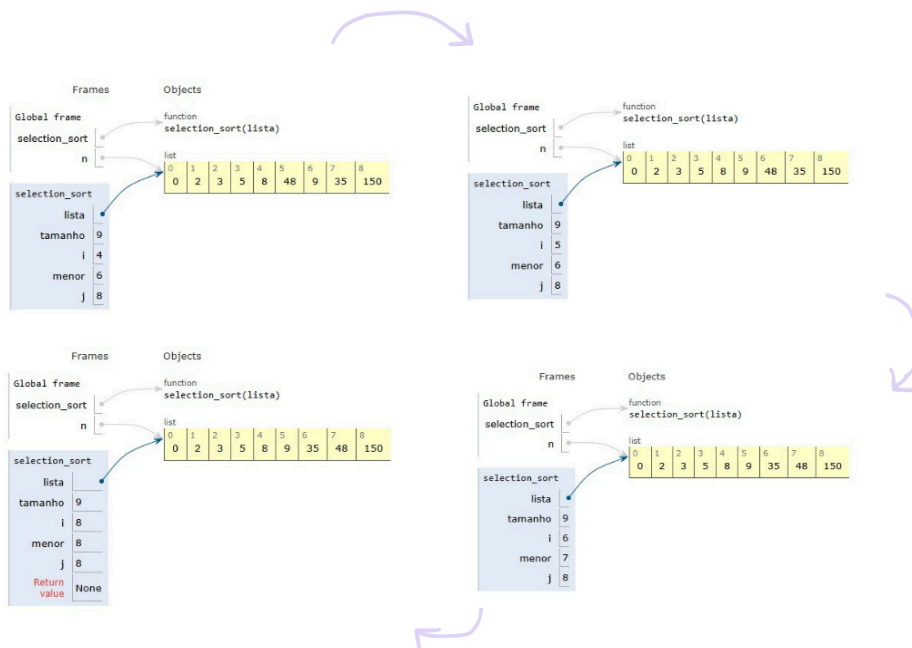 Frames Objects
Global frame
selection_sort
n
function
selection_sort(lista)
list
0 1 2 3 4 5 6 7 8
0 2 3 5 8 48 9 35 150
selection_sort
lista
tamanho 9
i 4
menor 6
j 8
Global frame
selection_sort
n
function
selection_sort(lista)
list
0 1 2 3 4 5 6 7 8
0 2 3 5 8 9 48 35 150
selection_sort
lista
tamanho 9
i 5
menor 6
j 8
Frames Objects
Global frame
selection_sort
n
function
selection_sort(lista)
list
0 1 2 3 4 5 6 7 8
0 2 3 5 8 9 35 48 150
selection_sort
lista
tamanho 9
i 8
menor 8
j 8
Return
value None
Frames Objects
Global frame
selection_sort
n
function
selection_sort(lista)
list
0 1 2 3 4 5 6 7 8
0 2 3 5 8 9 35 48 150
selection_sort
lista
tamanho 9
i 6
menor 7
j 8